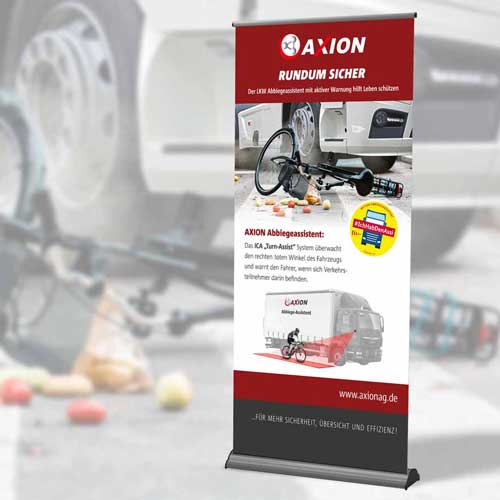 AXION
RUNDUM SICHER
Der LKW Abbiegeassistent mit aktiver Warnung hilft Leben schützen
#IchHabDenAssi
AXION Abbiegeassistent:
Das ICA „Turn-Assist“ System überwacht
den rechten toten Winkel des Fahrzeugs
und warnt den Fahrer, wenn sich Verkehrs-
teilnehmer darin befinden.
AXION
Abbiege-Assistent
www.axionag.de
...FÜR MEHR SICHERHEIT, ÜBERSICHT UND EFFIZIENZ!